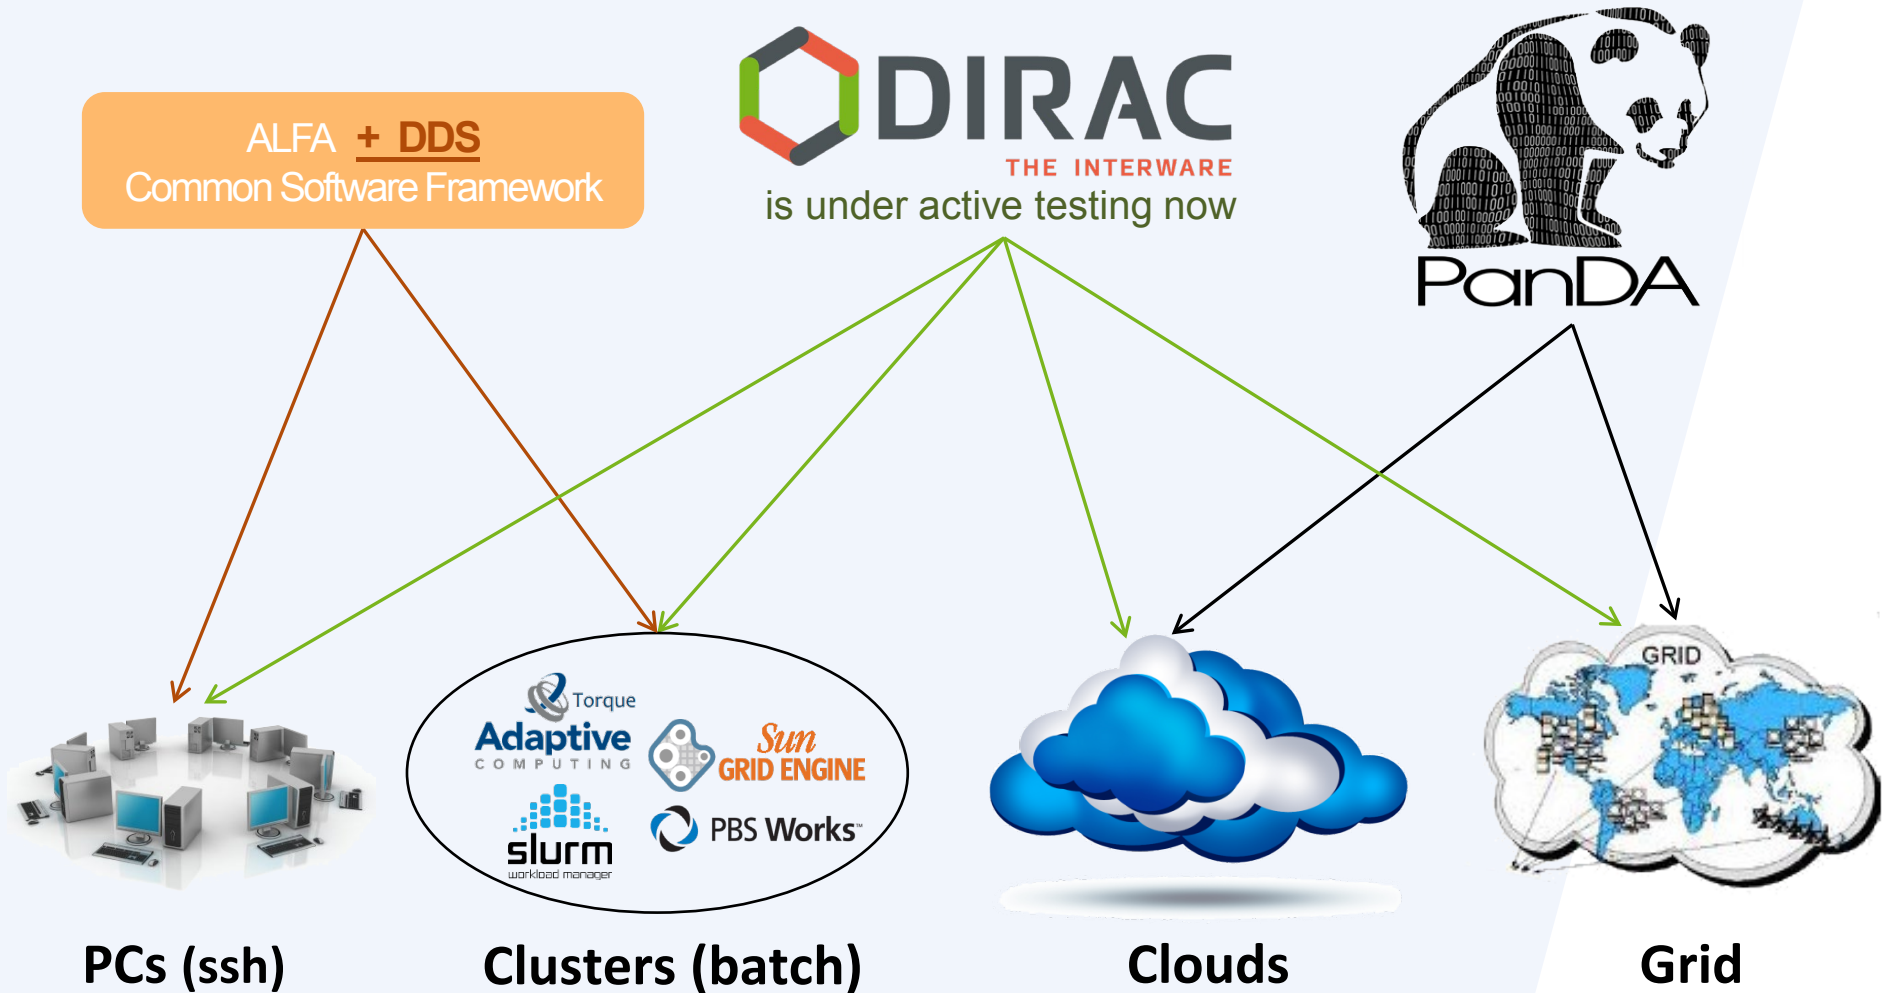 ALFA + DDS
Common Software Framework
DIRAC
THE INTERWARE
is under active testing now
PanDA
Torque
Adaptive
COMPUTING
Sun
GRID ENGINE
slurm
workload manager
PBS Works™
GRID
PCs (ssh)
Clusters (batch)
Clouds
Grid